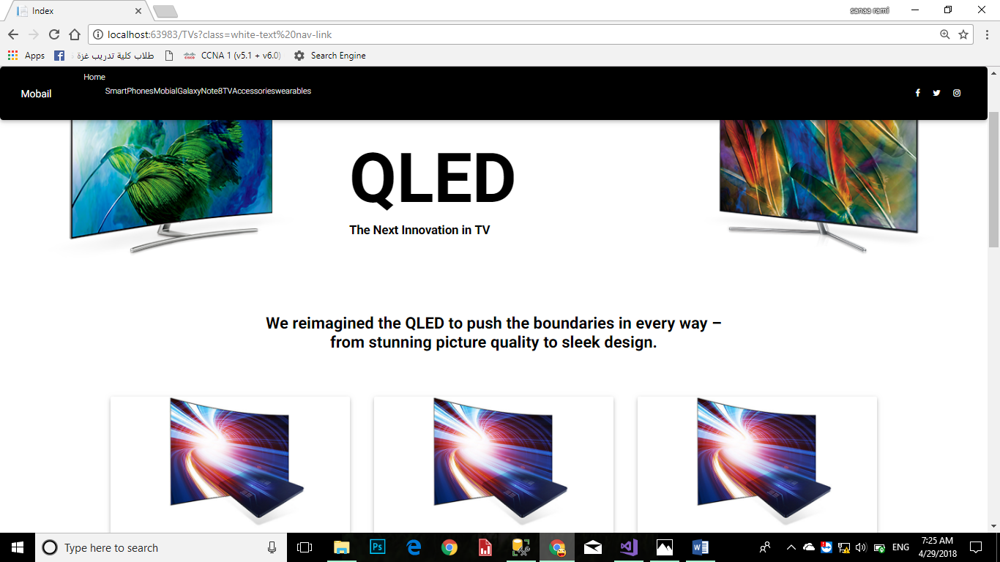 Index
sanaa rami
localhost:63983/TVs?class=white-text%20nav-link
Apps
طلاب كلية تدريب غزة
CCNA 1 (v5.1 + v6.0)
Search Engine
Mobail
Home
SmartPhonesMobialGalaxyNote8TVAccessorieswearables
QLED
The Next Innovation in TV
We reimagined the QLED to push the boundaries in every way –
from stunning picture quality to sleek design.
Type here to search
Ps
ENG
7:25 AM
4/29/2018